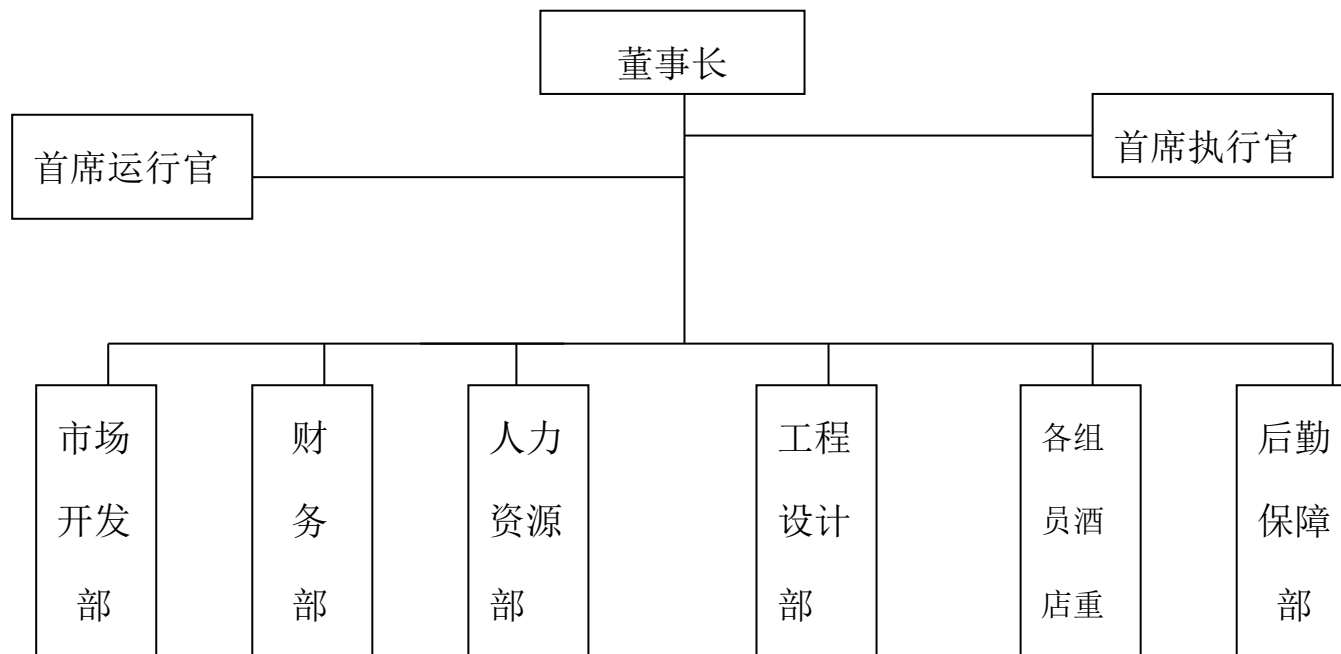 董事长
首席执行官
首席运行官
市场
开发
部
财
务
部
人力
资源
部
工程
设计
部
各组
员酒
店重
后勤
保障
部